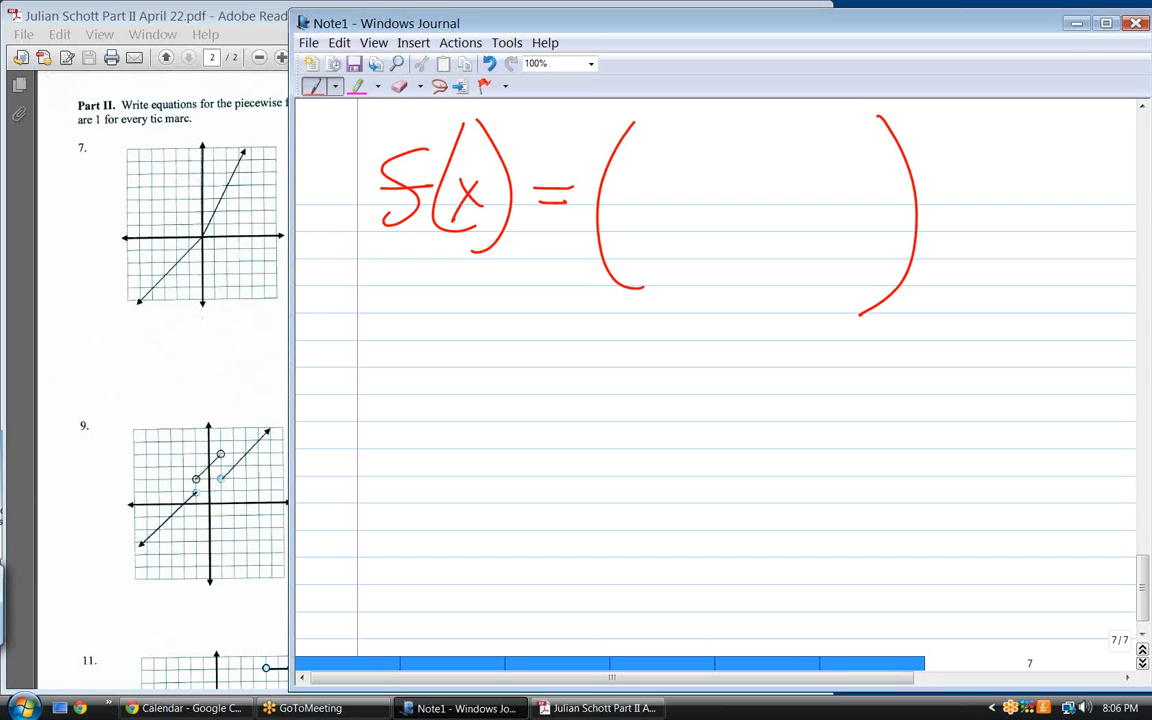 Julian Schott Part II April 22.pdf - Adobe Read
File Edit View Window Help
2 / 2
Part II. Write equations for the piecewise f
are 1 for every tic marc.
7.
9.
11.
Note1 - Windows Journal
File Edit View Insert Actions Tools Help
100%
f(x) = ( )
7/7
7
Calendar - Google C...
GoToMeeting
Note1 - Windows Jo...
Julian Schott Part II A...
8:06 PM